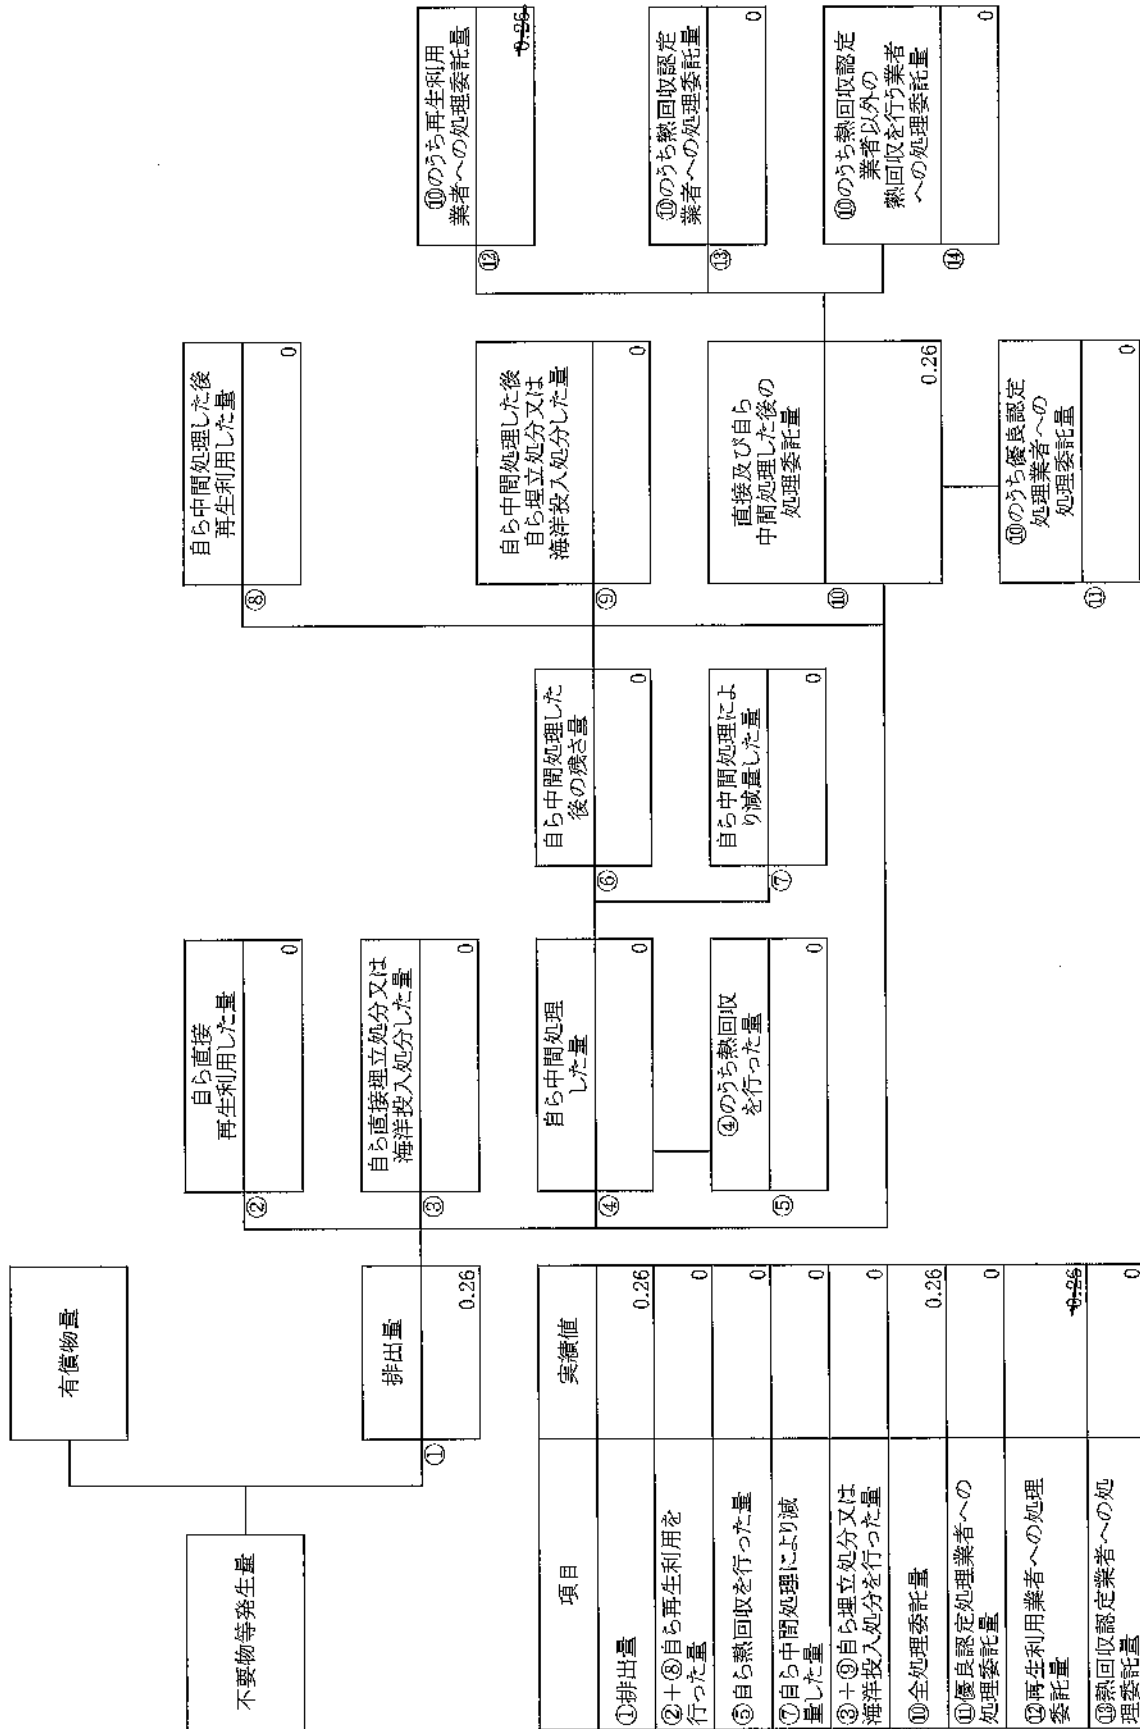 不要物等発生量
有償物量
①
排出量
0.26
②
自ら直接
再生利用した量
0
③
自ら直接埋立処分又は
海洋投入処分した量
0
④
自ら中間処理
した量
0
⑤
④のうち熱回収
を行った量
0
⑥
自ら中間処理した
後の残さ量
0
⑦
自ら中間処理によ
り減量した量
0
⑧
自ら中間処理した後
再生利用した量
0
⑨
自ら中間処理した後
自ら埋立処分又は
海洋投入処分した量
0
⑩
直接及び自ら
中間処理した後の
処理委託量
0.26
⑪
⑩のうち優良認定
処理業者への
処理委託量
0
⑫
⑩のうち再生利用
業者への処理委託量
0.26
⑬
⑩のうち熱回収認定
業者への処理委託量
0
⑭
⑩のうち熱回収認定
業者以外の
熱回収を行う業者
への処理委託量
0
項目 実績値
①排出量 0.26
②+⑧自ら再生利用を
行った量 0
⑤自ら熱回収を行った量 0
⑦自ら中間処理により減
量した量 0
③+⑨自ら埋立処分又は
海洋投入処分を行った量 0
⑩全処理委託量 0.26
⑪優良認定処理業者への
処理委託量 0
⑫再生利用業者への処理
委託量 0.26
⑬熱回収認定業者への処
理委託量 0